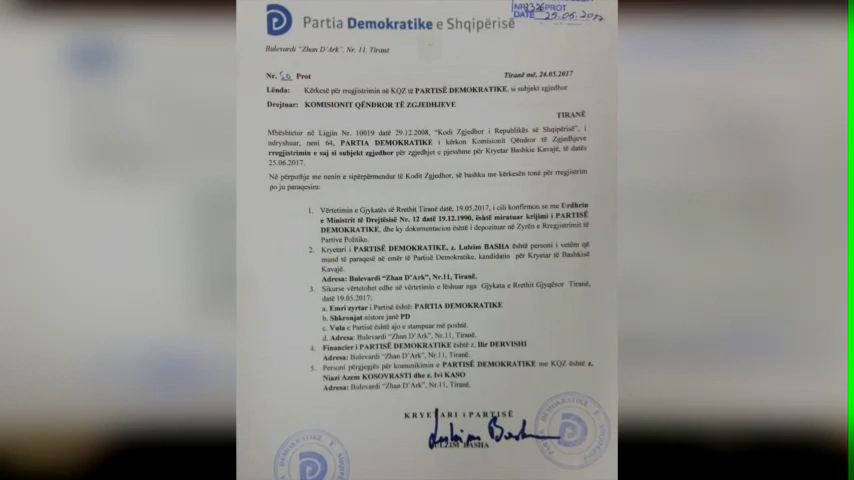 Partia Demokratike e Shqipërisë
PROT
DATË 25.05.2017
Bulevardi "Zhan D'Ark", Nr. 11, Tiranë
Nr. 50 Prot
Tiranë më, 24.05.2017
Lënda: Kërkesë për rregjistrimin në KQZ të PARTISË DEMOKRATIKE, si subjekt zgjedhor
Drejtuar: KOMISIONIT QËNDROR TË ZGJEDHJEVE
TIRANË
Mbështetur në Ligjin Nr. 10019 datë 29.12.2008, "Kodi Zgjedhor i Republikës së Shqipërisë", i
ndryshuar, neni 64, PARTIA DEMOKRATIKE i kërkon Komisionit Qëndror të Zgjedhjeve
rregjistrimin e saj si subjekt zgjedhor për zgjedhjet e pjesshme për Kryetar Bashkie Kavajë, të datës
25.06.2017.
Në përputhje me nenin e sipërpërmendur të Kodit Zgjedhor, së bashku me kërkesën tonë për rregjistrim
po ju paraqesim:
1. Vërtetimin e Gjykatës së Rrethit Tiranë datë, 19.05.2017, i cili konfirmon se me Urdhrin
e Ministrit të Drejtësisë Nr. 12 datë 19.12.1990, është miratuar krijimi i PARTISË
DEMOKRATIKE, dhe ky dokumentacion është i depozituar në Zyrën e Rregjistrimit të
Partive Politike.
2. Kryetari i PARTISË DEMOKRATIKE, z. Lulzim BASHA është personi i vetëm që
mund të paraqesë në emër të Partisë Demokratike, kandidatin për Kryetar të Bashkisë
Kavajë.
Adresa: Bulevardi "Zhan D'Ark", Nr.11, Tiranë.
3. Sikurse vërtetohet edhe në vërtetimin e lëshuar nga Gjykata e Rrethit Gjyqësor Tiranë,
datë 19.05.2017:
a. Emri zyrtar i Partisë është: PARTIA DEMOKRATIKE
b. Shkronjat nistore janë PD
c. Vula e Partisë është ajo e stampuar më poshtë.
d. Adresa: Bulevardi "Zhan D'Ark", Nr.11, Tiranë.
4. Financier i PARTISË DEMOKRATIKE është z. Ilir DERVISHI
Adresa: Bulevardi "Zhan D'Ark", Nr.11, Tiranë.
5. Personi përgjegjës për komunikimin e PARTISË DEMOKRATIKE me KQZ është z.
Niazi Azem KOSOVRASTI dhe z. Ivi KASO
Adresa: Bulevardi "Zhan D'Ark", Nr.11, Tiranë.
KRYETARI i PARTISË
Lulzim Basha
LULZIM BASHA